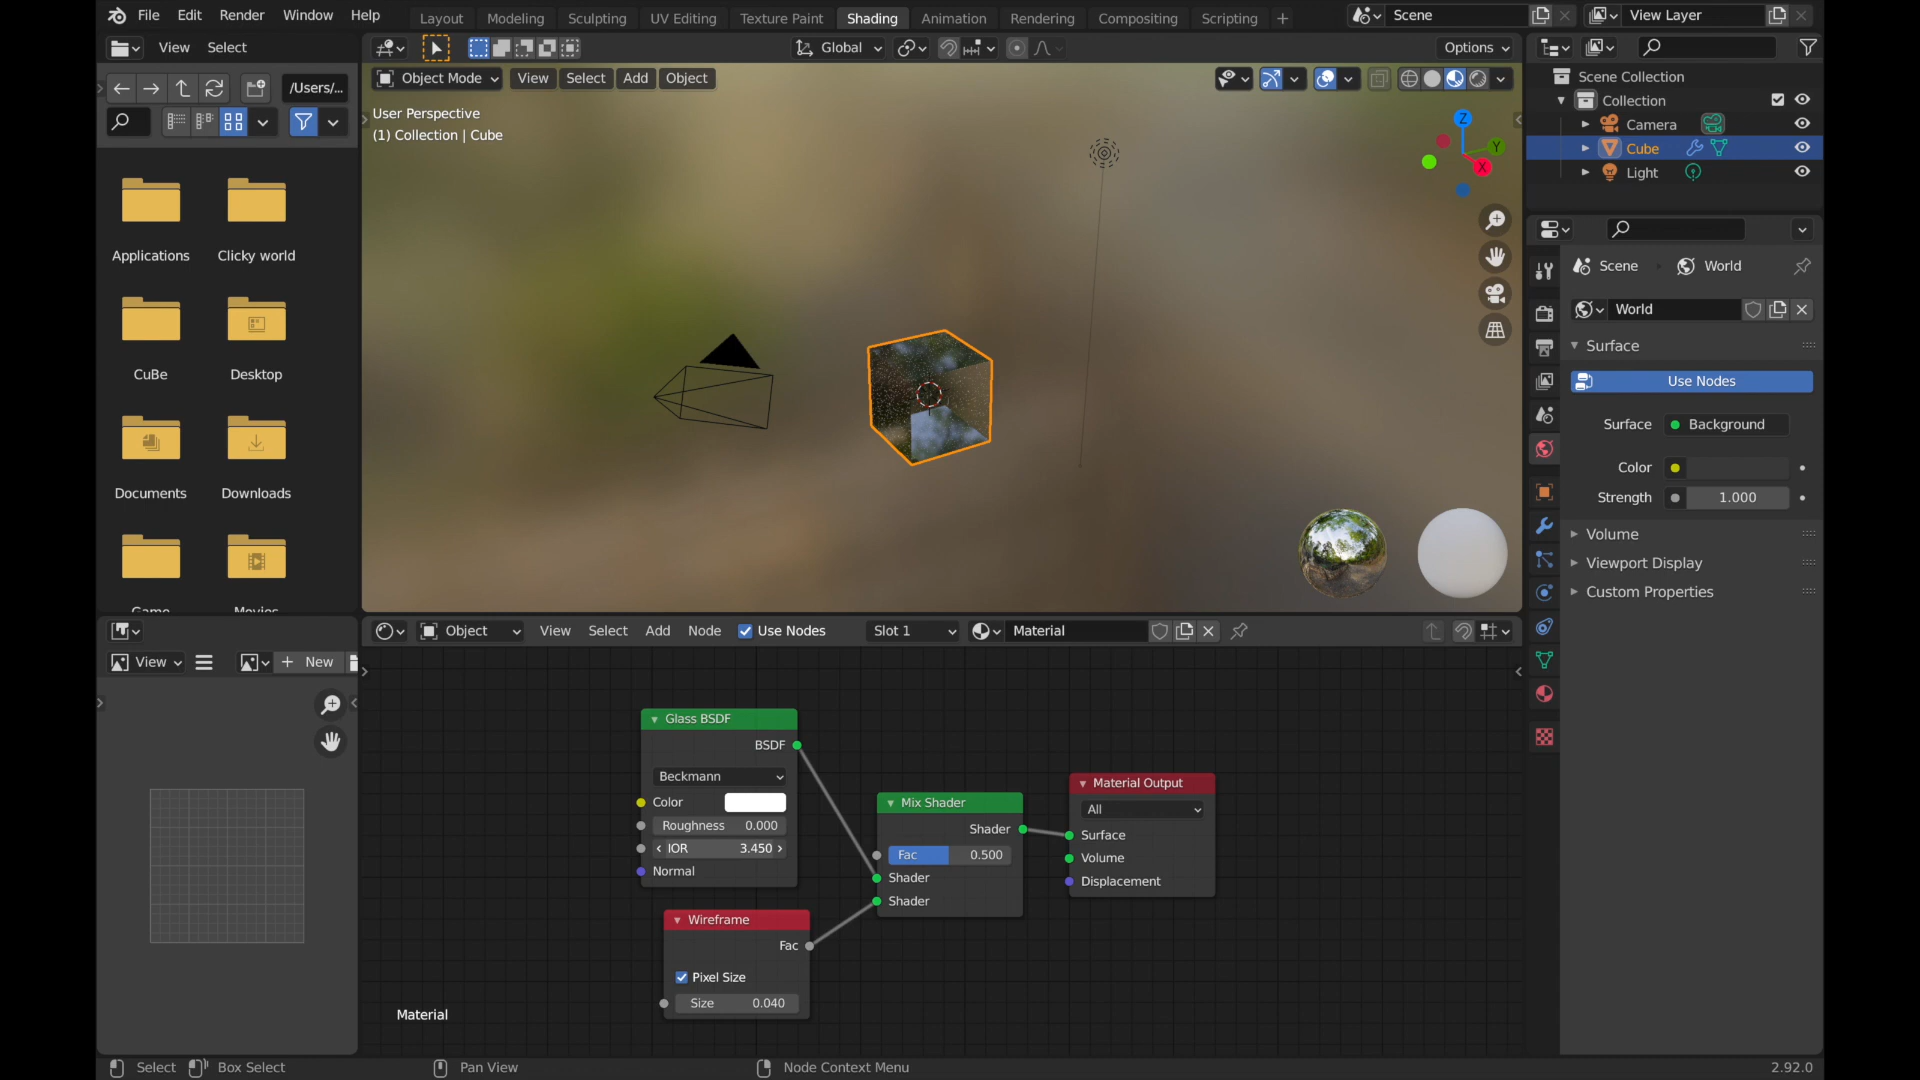 File Edit Render Window Help
Layout Modeling Sculpting UV Editing Texture Paint Shading Animation Rendering Compositing Scripting +
Scene
View Layer
View Select
Global
Options
/Users/...
Object Mode View Select Add Object
User Perspective
(1) Collection | Cube
Z
Y
X
Scene Collection
Collection
Camera
Cube
Light
Applications
Clicky world
CuBe
Desktop
Documents
Downloads
Game
Movies
Scene
World
World
Surface
Use Nodes
Surface
Background
Color
Strength
1.000
Volume
Viewport Display
Custom Properties
Object
View Select Add Node
Use Nodes
Slot 1
Material
View
New
Glass BSDF
BSDF
Beckmann
Color
Roughness 0.000
IOR 3.450
Normal
Wireframe
Fac
Pixel Size
Size 0.040
Mix Shader
Shader
Fac 0.500
Shader
Shader
Material Output
All
Surface
Volume
Displacement
Material
Select
Box Select
Pan View
Node Context Menu
2.92.0